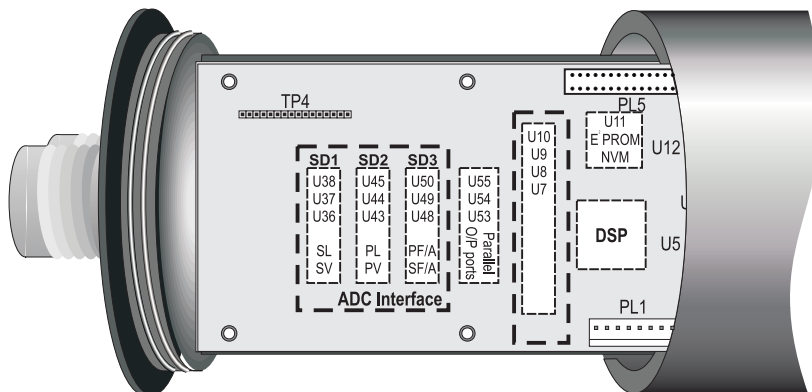 TP4
SD1
U38
U37
U36
SL
SV
SD2
U45
U44
U43
PL
PV
SD3
U50
U49
U48
PF/A
SF/A
ADC Interface
U55
U54
U53
Parallel
O/P ports
U10
U9
U8
U7
PL5
U11
E² PROM
NVM
U12
DSP
U5
PL1